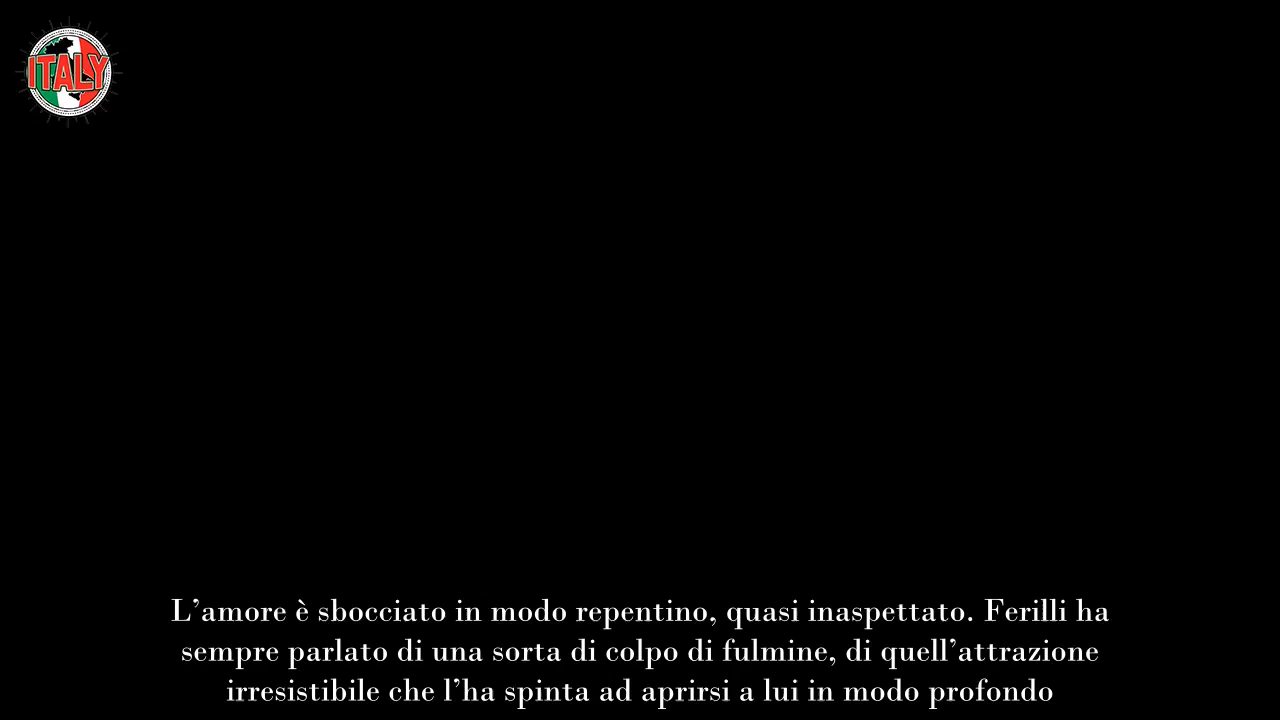 ITALY
L’amore è sbocciato in modo repentino, quasi inaspettato. Ferilli ha
sempre parlato di una sorta di colpo di fulmine, di quell’attrazione
irresistibile che l’ha spinta ad aprirsi a lui in modo profondo